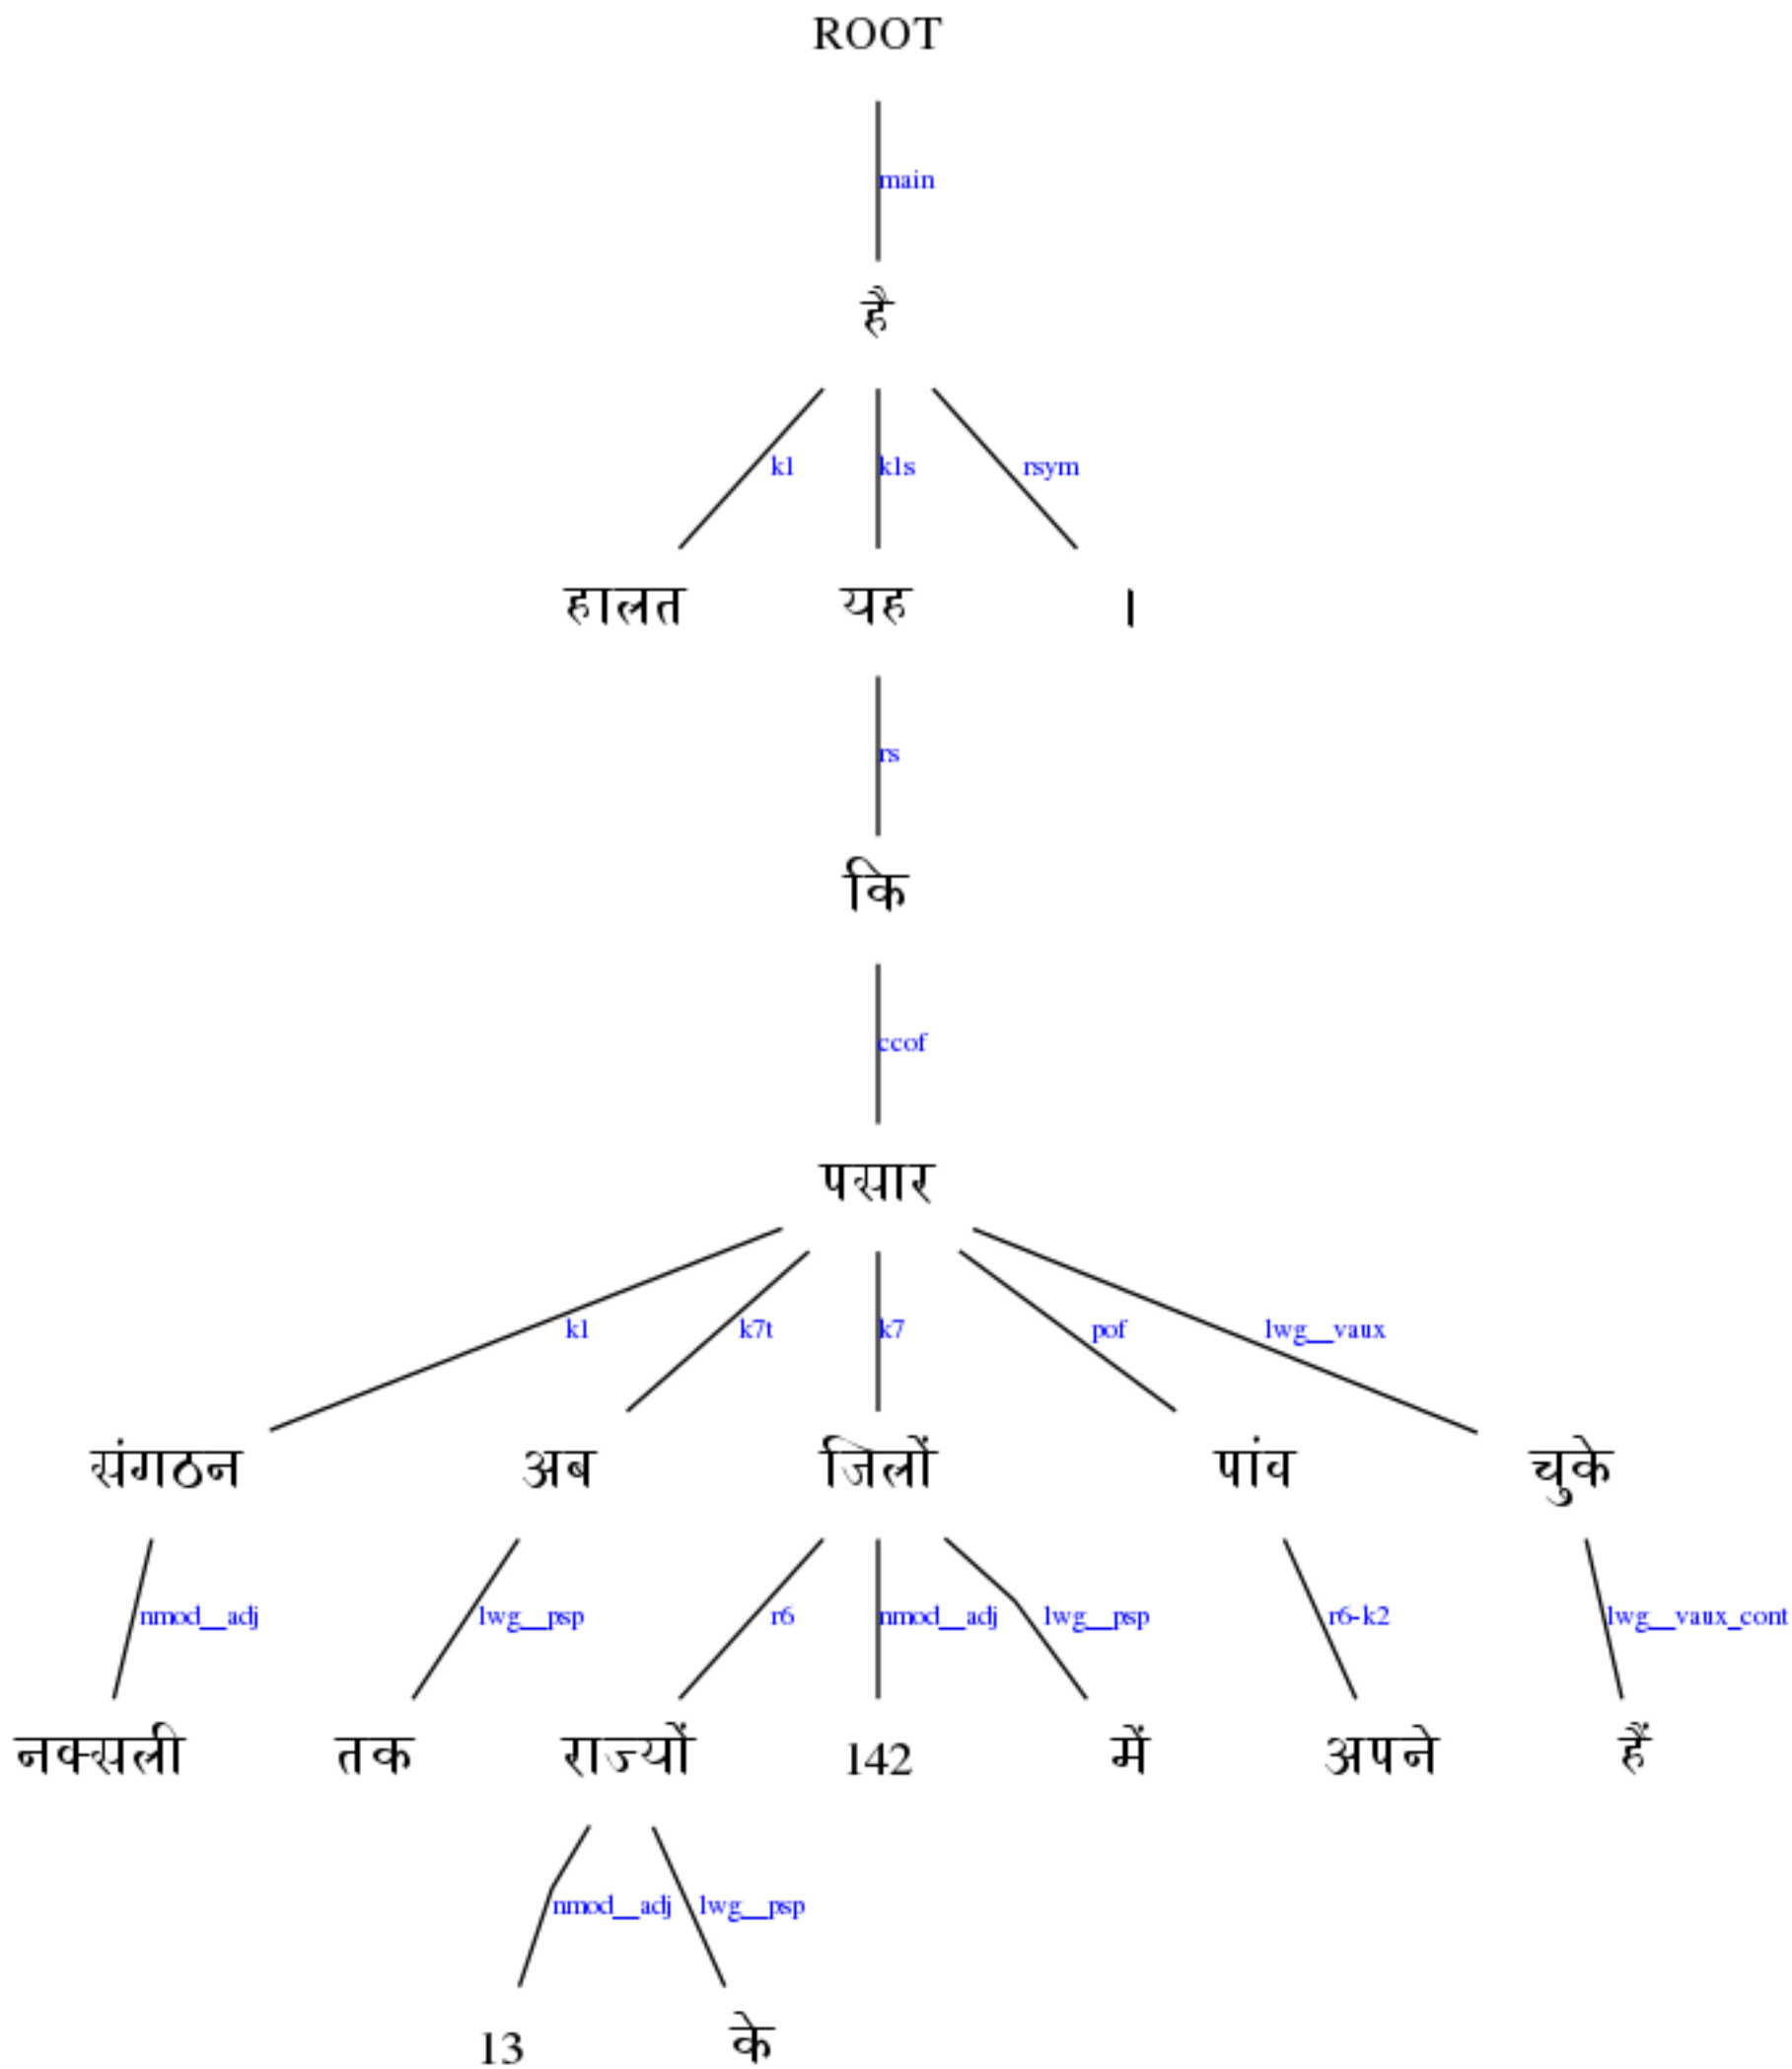 ROOT
main
है
k1 k1s rsym
हालत यह ।
rs
कि
ccof
पसार
k1 k7t k7 pof lwg__vaux
संगठन अब जिलों पांव चुके
nmod__adj lwg__psp r6 nmod__adj lwg__psp r6-k2 lwg__vaux_cont
नक्सली तक राज्यों 142 में अपने हैं
nmod__adj lwg__psp
13 के